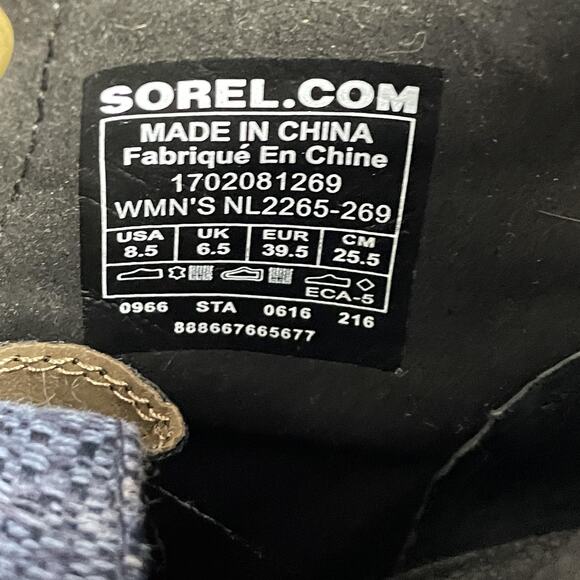 SOREL.COM
MADE IN CHINA
Fabriqué En Chine
1702081269
WMN'S NL2265-269
USA UK EUR CM
8.5 6.5 39.5 25.5
ECA-5
0966 STA 0616 216
888667665677